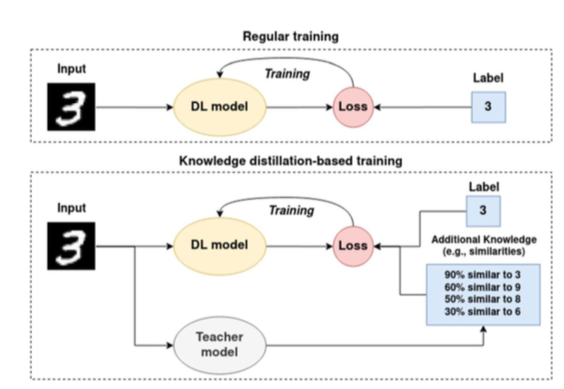 Regular training
Input
Training
Label
3
DL model
Loss
3
Knowledge distillation-based training
Label
Input
3
Training
3
DL model
Loss
Additional Knowledge
(e.g., similarities)
90% similar to 3
60% similar to 9
50% similar to 8
30% similar to 6
Teacher
model